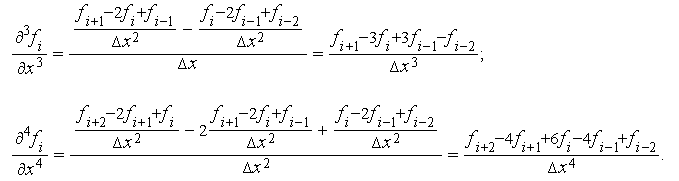 ∂³f_i/∂x³ = ((f_{i+1}−2f_i+f_{i−1})/Δx² − (f_i−2f_{i−1}+f_{i−2})/Δx²)/Δx = (f_{i+1}−3f_i+3f_{i−1}−f_{i−2})/Δx³;
∂⁴f_i/∂x⁴ = ((f_{i+2}−2f_{i+1}+f_i)/Δx² − 2(f_{i+1}−2f_i+f_{i−1})/Δx² + (f_i−2f_{i−1}+f_{i−2})/Δx²)/Δx² = (f_{i+2}−4f_{i+1}+6f_i−4f_{i−1}+f_{i−2})/Δx⁴.